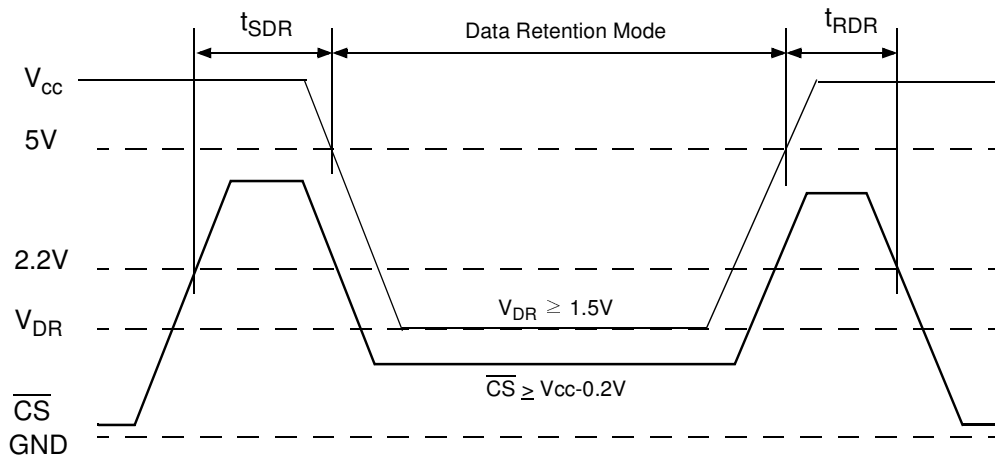 tSDR
Data Retention Mode
tRDR
Vcc
5V
2.2V
VDR ≥ 1.5V
VDR
CS ≥ Vcc-0.2V
CS
GND